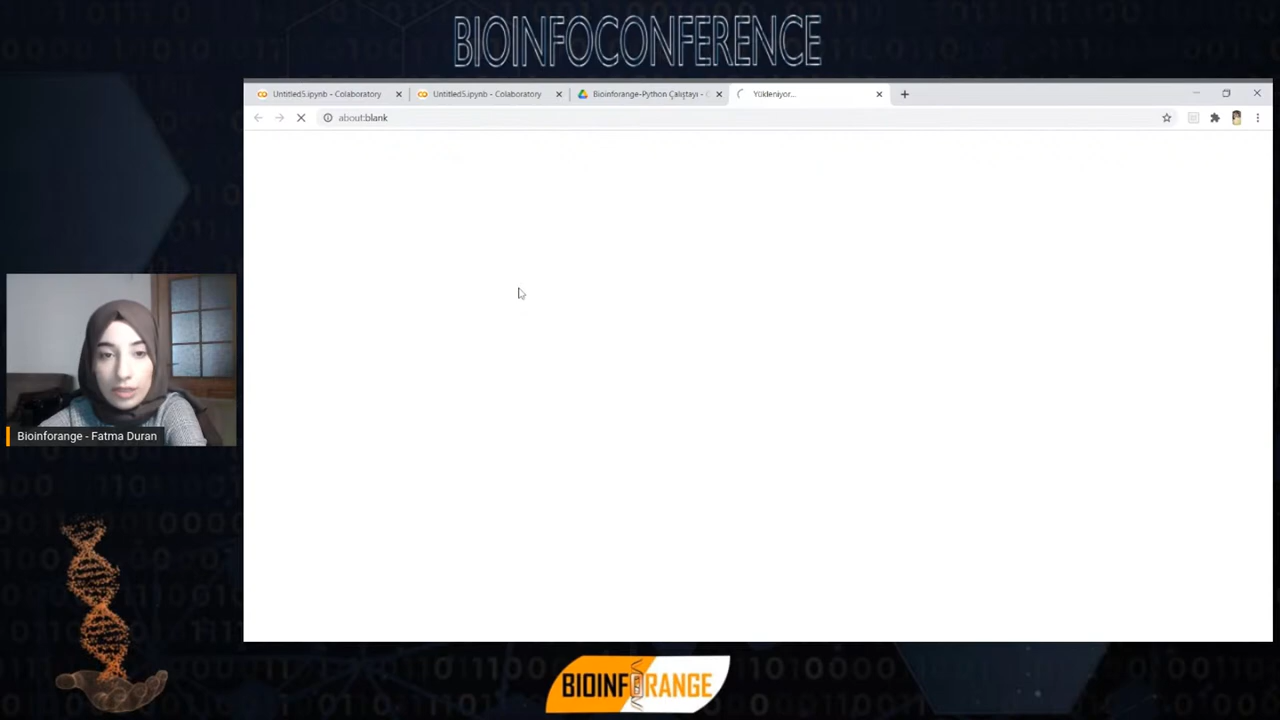 BIOINFOCONFERENCE
Untitled5.ipynb - Colaboratory
Untitled5.ipynb - Colaboratory
Bioinforange-Python Çalıştayı -
Yükleniyor...
about:blank
Bioinforange - Fatma Duran
BIOINFORANGE